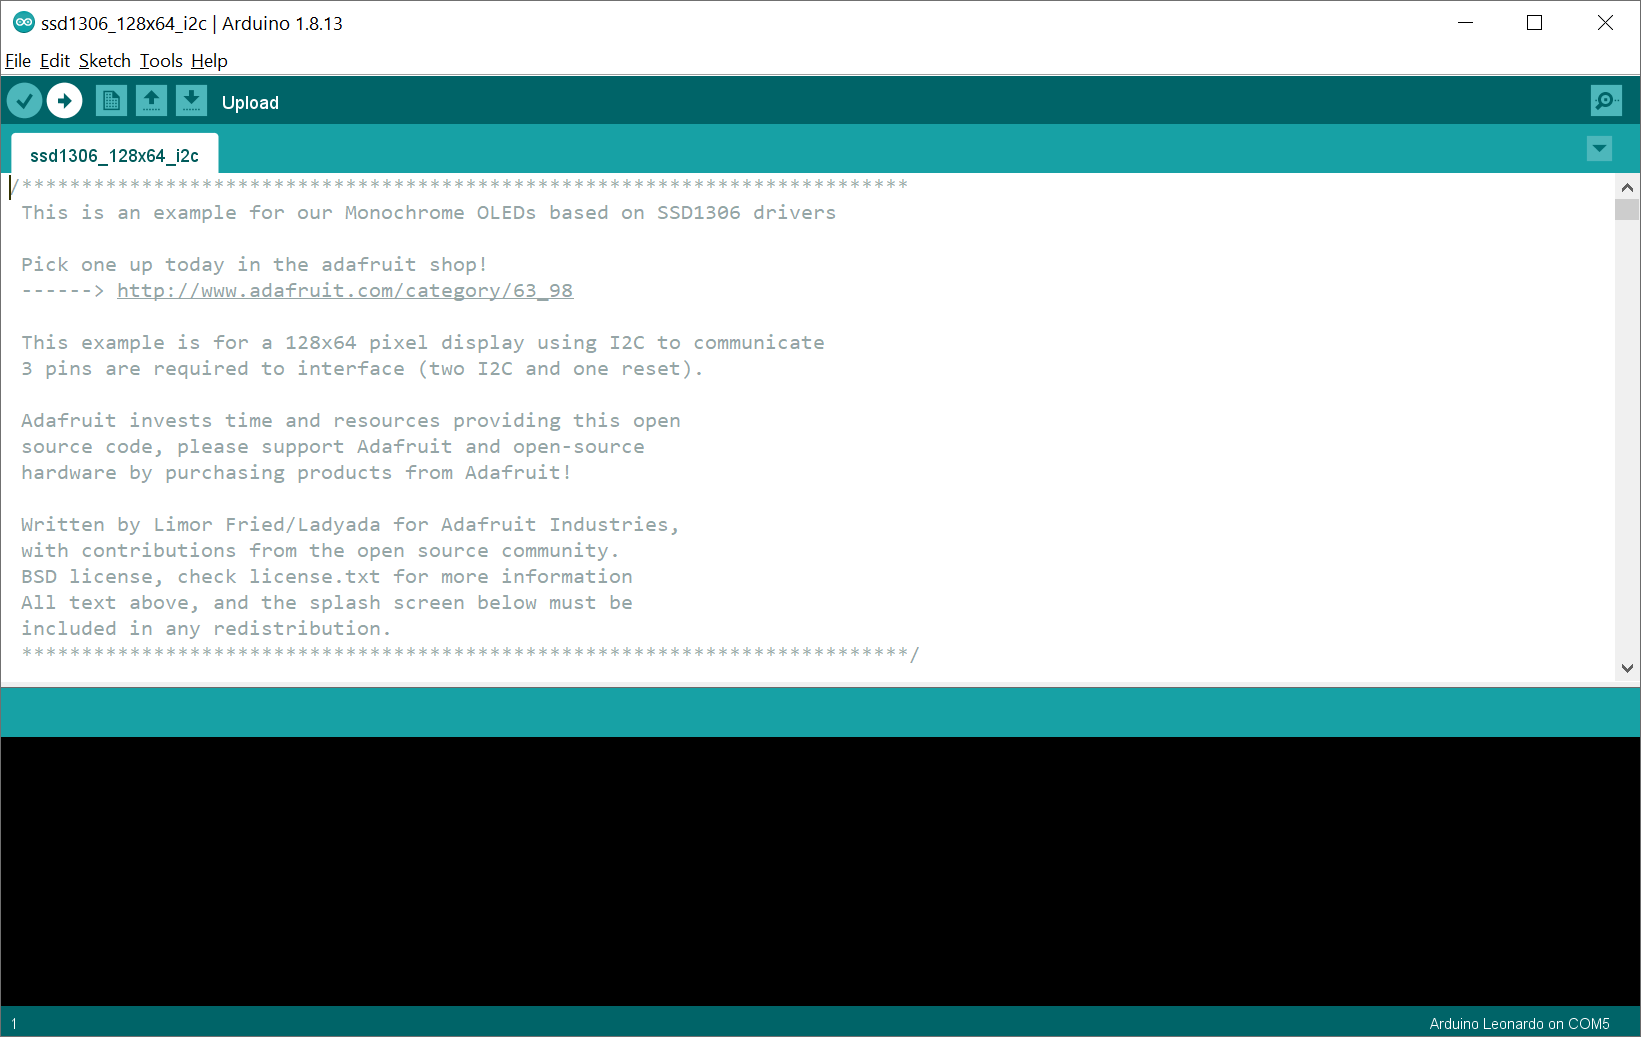 ssd1306_128x64_i2c | Arduino 1.8.13
File Edit Sketch Tools Help
Upload
ssd1306_128x64_i2c
/**************************************************************************
This is an example for our Monochrome OLEDs based on SSD1306 drivers
Pick one up today in the adafruit shop!
------> http://www.adafruit.com/category/63_98
This example is for a 128x64 pixel display using I2C to communicate
3 pins are required to interface (two I2C and one reset).
Adafruit invests time and resources providing this open
source code, please support Adafruit and open-source
hardware by purchasing products from Adafruit!
Written by Limor Fried/Ladyada for Adafruit Industries,
with contributions from the open source community.
BSD license, check license.txt for more information
All text above, and the splash screen below must be
included in any redistribution.
**************************************************************************/
1
Arduino Leonardo on COM5